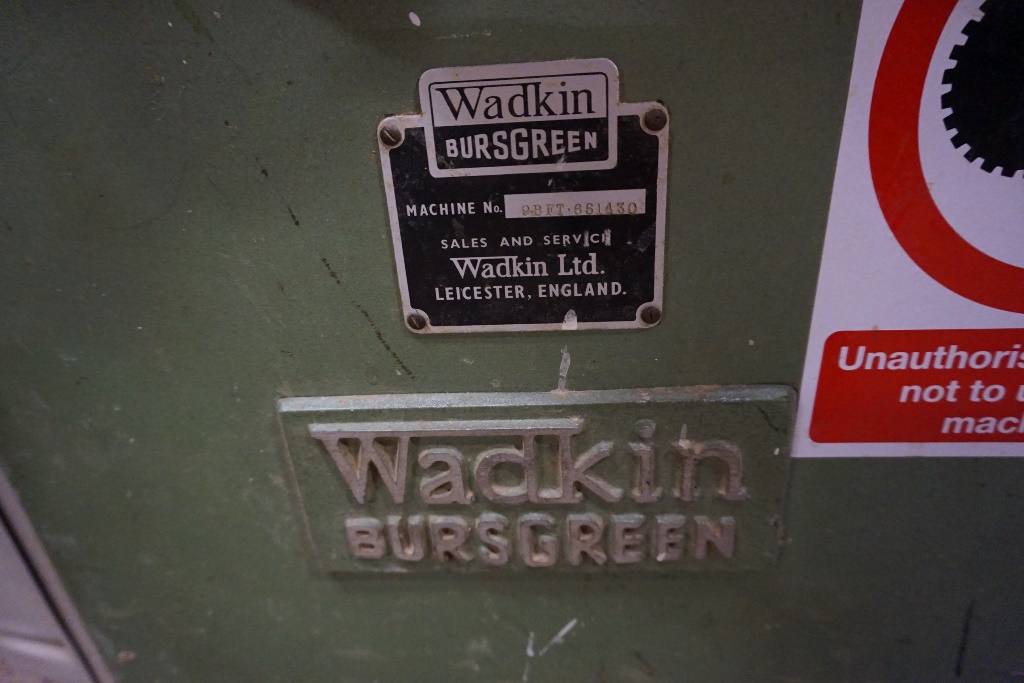 Wadkin
BURSGREEN
MACHINE No.
SALES AND SERVICE
Wadkin Ltd.
LEICESTER, ENGLAND.
Unauthoris
not to u
mach
Wadkin
BURSGREEN